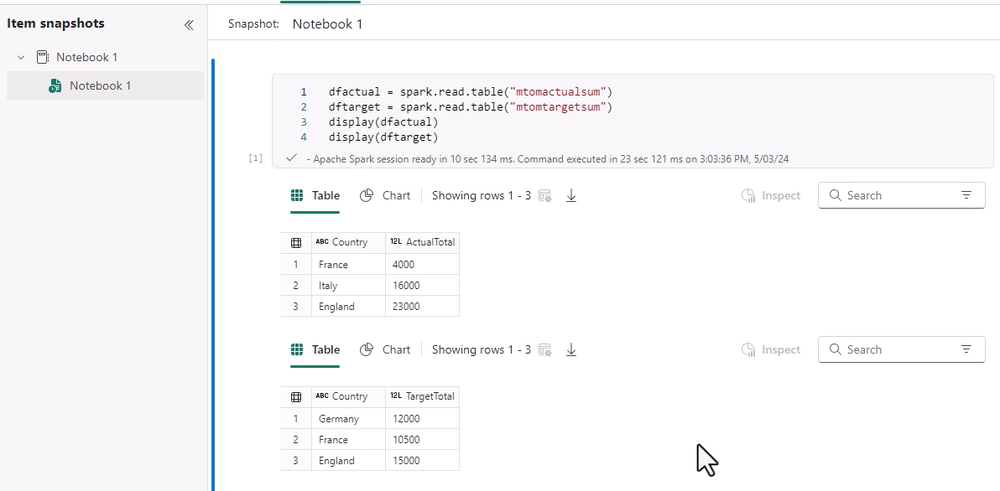 Item snapshots
Notebook 1
Notebook 1
Snapshot: Notebook 1
1 dfactual = spark.read.table("mtomactualsum")
2 dftarget = spark.read.table("mtomtargetsum")
3 display(dfactual)
4 display(dftarget)
[1] - Apache Spark session ready in 10 sec 134 ms. Command executed in 23 sec 121 ms on 3:03:36 PM, 5/03/24
Table Chart Showing rows 1 - 3 Inspect Search
ABC Country 12L ActualTotal
1 France 4000
2 Italy 16000
3 England 23000
Table Chart Showing rows 1 - 3 Inspect Search
ABC Country 12L TargetTotal
1 Germany 12000
2 France 10500
3 England 15000